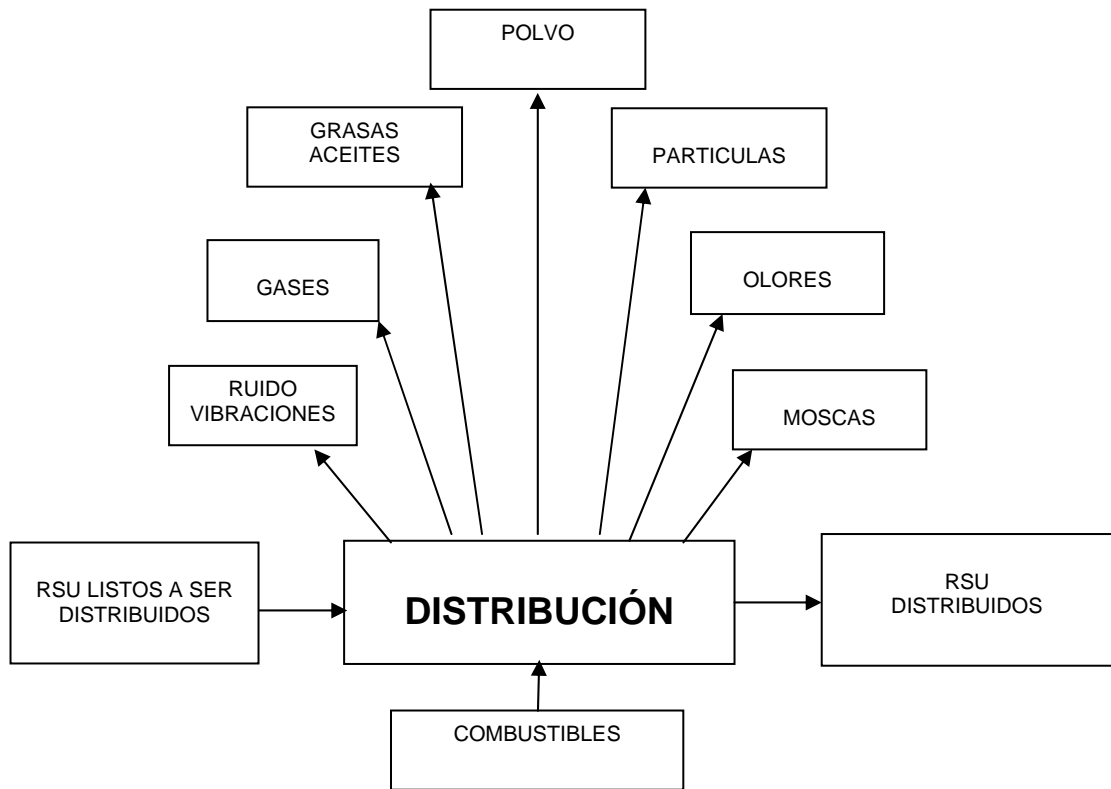 POLVO
GRASAS
ACEITES
PARTICULAS
GASES
OLORES
RUIDO
VIBRACIONES
MOSCAS
RSU LISTOS A SER
DISTRIBUIDOS
DISTRIBUCIÓN
RSU
DISTRIBUIDOS
COMBUSTIBLES